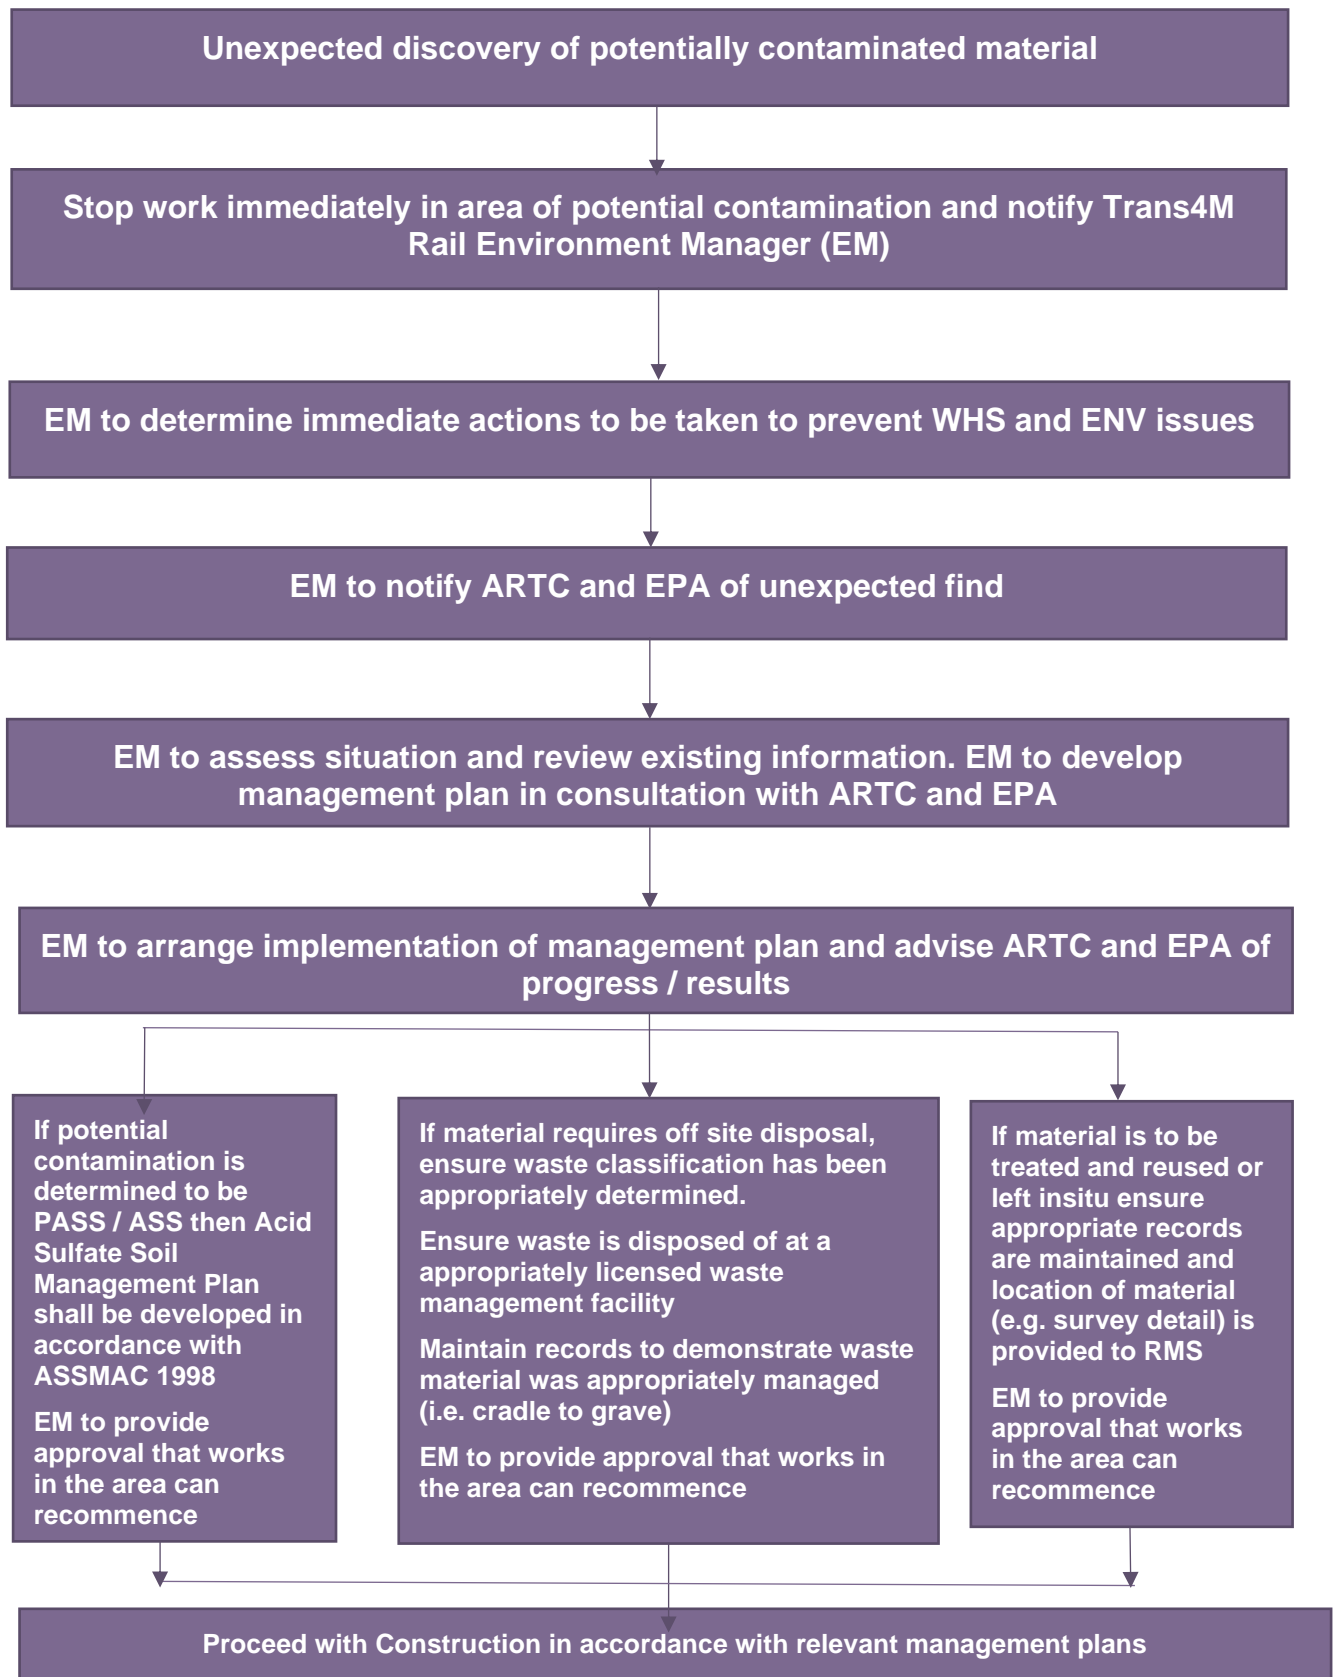 Unexpected discovery of potentially contaminated material
Stop work immediately in area of potential contamination and notify Trans4M
Rail Environment Manager (EM)
EM to determine immediate actions to be taken to prevent WHS and ENV issues
EM to notify ARTC and EPA of unexpected find
EM to assess situation and review existing information. EM to develop
management plan in consultation with ARTC and EPA
EM to arrange implementation of management plan and advise ARTC and EPA of
progress / results
If potential
contamination is
determined to be
PASS / ASS then Acid
Sulfate Soil
Management Plan
shall be developed in
accordance with
ASSMAC 1998
EM to provide
approval that works
in the area can
recommence
If material requires off site disposal,
ensure waste classification has been
appropriately determined.
Ensure waste is disposed of at a
appropriately licensed waste
management facility
Maintain records to demonstrate waste
material was appropriately managed
(i.e. cradle to grave)
EM to provide approval that works in
the area can recommence
If material is to be
treated and reused or
left insitu ensure
appropriate records
are maintained and
location of material
(e.g. survey detail) is
provided to RMS
EM to provide
approval that works
in the area can
recommence
Proceed with Construction in accordance with relevant management plans